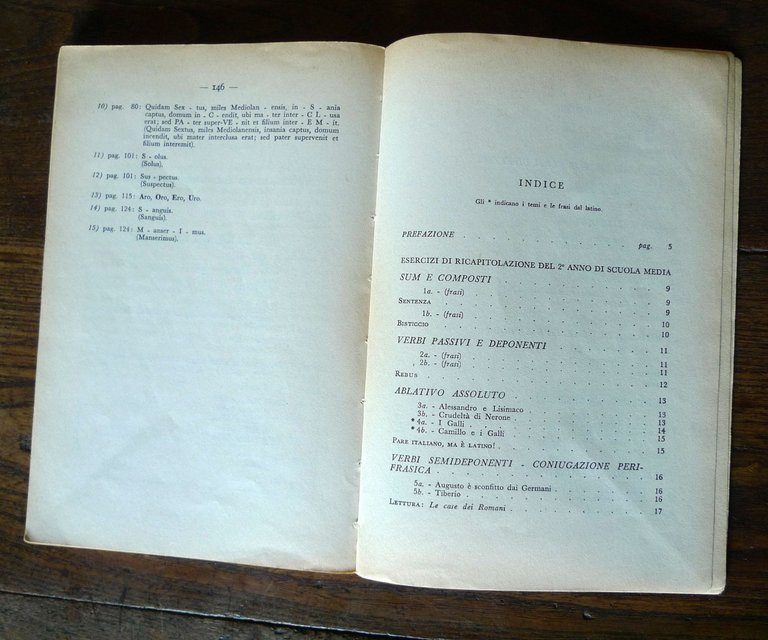 — 146 —
10) pag. 80: Quidam Sex - tus, miles Mediolan - ensis, in - S - ania
captus, domum in - C - endit, ubi ma - ter inter - C L - usa
erat; sed PA - ter super-VE - nit et filium inter - E M - it.
(Quidam Sextus, miles Mediolanensis, insania captus, domum
incendit, ubi mater interclusa erat; sed pater supervenit et
filium interemit).
11) pag. 101: S - olus.
(Solus).
12) pag. 101: Sus - pectus.
(Suspectus).
13) pag. 115: Aro, Oro, Ero, Uro.
14) pag. 124: S - anguis.
(Sanguis).
15) pag. 124: M - anser - I - mus.
(Manserimus).
INDICE
Gli * indicano i temi e le frasi dal latino.
PREFAZIONE . . . . . . . . . . pag. 5
ESERCIZI DI RICAPITOLAZIONE DEL 2º ANNO DI SCUOLA MEDIA
SUM E COMPOSTI . . . . . . . . . . 9
1a. - (frasi) . . . . . . . . . . 9
SENTENZA . . . . . . . . . . 9
1b. - (frasi) . . . . . . . . . . 10
BISTICCIO . . . . . . . . . . 10
VERBI PASSIVI E DEPONENTI . . . . . . . . . . 11
2a. - (frasi) . . . . . . . . . . 11
2b. - (frasi) . . . . . . . . . . 11
REBUS . . . . . . . . . . 12
ABLATIVO ASSOLUTO . . . . . . . . . . 13
3a. - Alessandro e Lisimaco . . . . . . . . . . 13
3b. - Crudeltà di Nerone . . . . . . . . . . 13
*4a. - I Galli . . . . . . . . . . 14
*4b. - Camillo e i Galli . . . . . . . . . . 15
PARE ITALIANO, MA È LATINO! . . . . . . . . . . 15
VERBI SEMIDEPONENTI - CONIUGAZIONE PERI-
FRASICA . . . . . . . . . . 16
5a. - Augusto è sconfitto dai Germani . . . . . . . . . . 16
5b. - Tiberio . . . . . . . . . . 16
LETTURA: Le case dei Romani . . . . . . . . . . 17